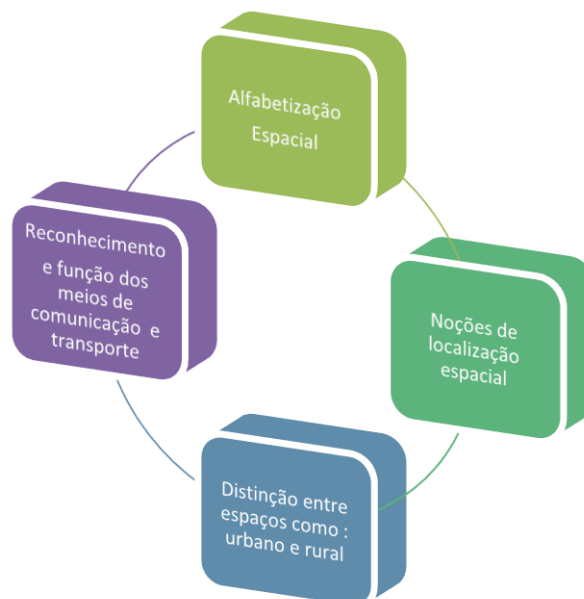 Alfabetização
Espacial
Noções de
localização
espacial
Distinção entre
espaços como :
urbano e rural
Reconhecimento
e função dos
meios de
comunicação e
transporte